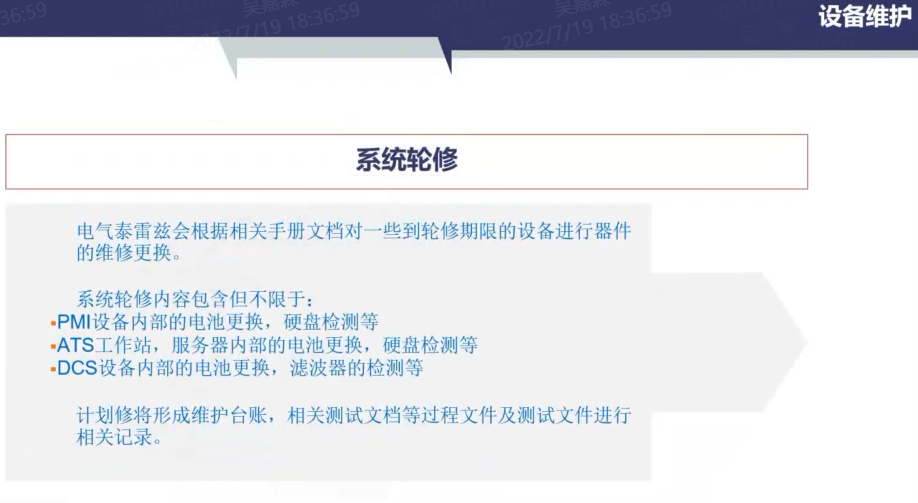 36:59
吴嘉霖
2022/7/19 18:36:59
2022/7/19 18:36:59
设备维护
系统轮修
电气泰雷兹会根据相关手册文档对一些到轮修期限的设备进行器件
的维修更换。
系统轮修内容包含但不限于：
▪PMI设备内部的电池更换，硬盘检测等
▪ATS工作站，服务器内部的电池更换，硬盘检测等
▪DCS设备内部的电池更换，滤波器的检测等
计划修将形成维护台账，相关测试文档等过程文件及测试文件进行
相关记录。